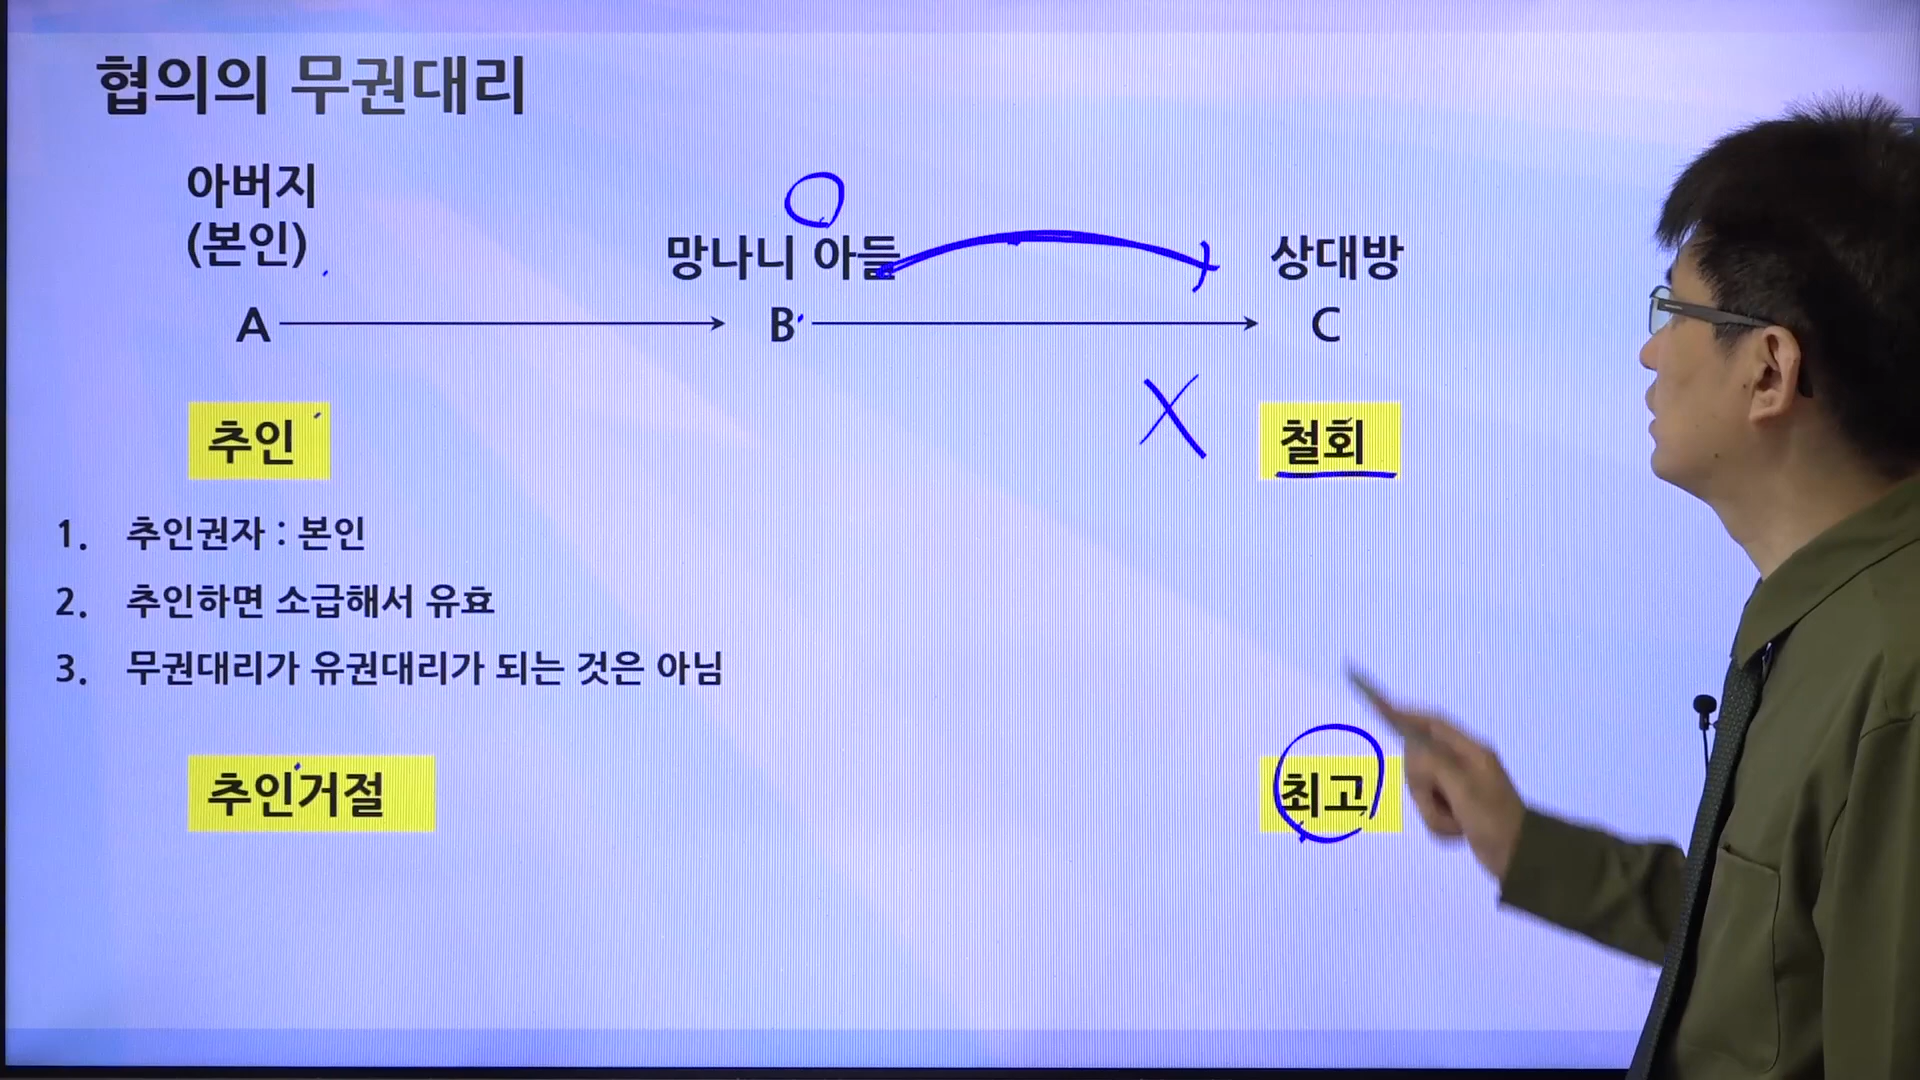 협의의 무권대리
아버지
(본인)
망나니 아들
상대방
A
B
C
X
추인
철회
1. 추인권자 : 본인
2. 추인하면 소급해서 유효
3. 무권대리가 유권대리가 되는 것은 아님
추인거절
최고